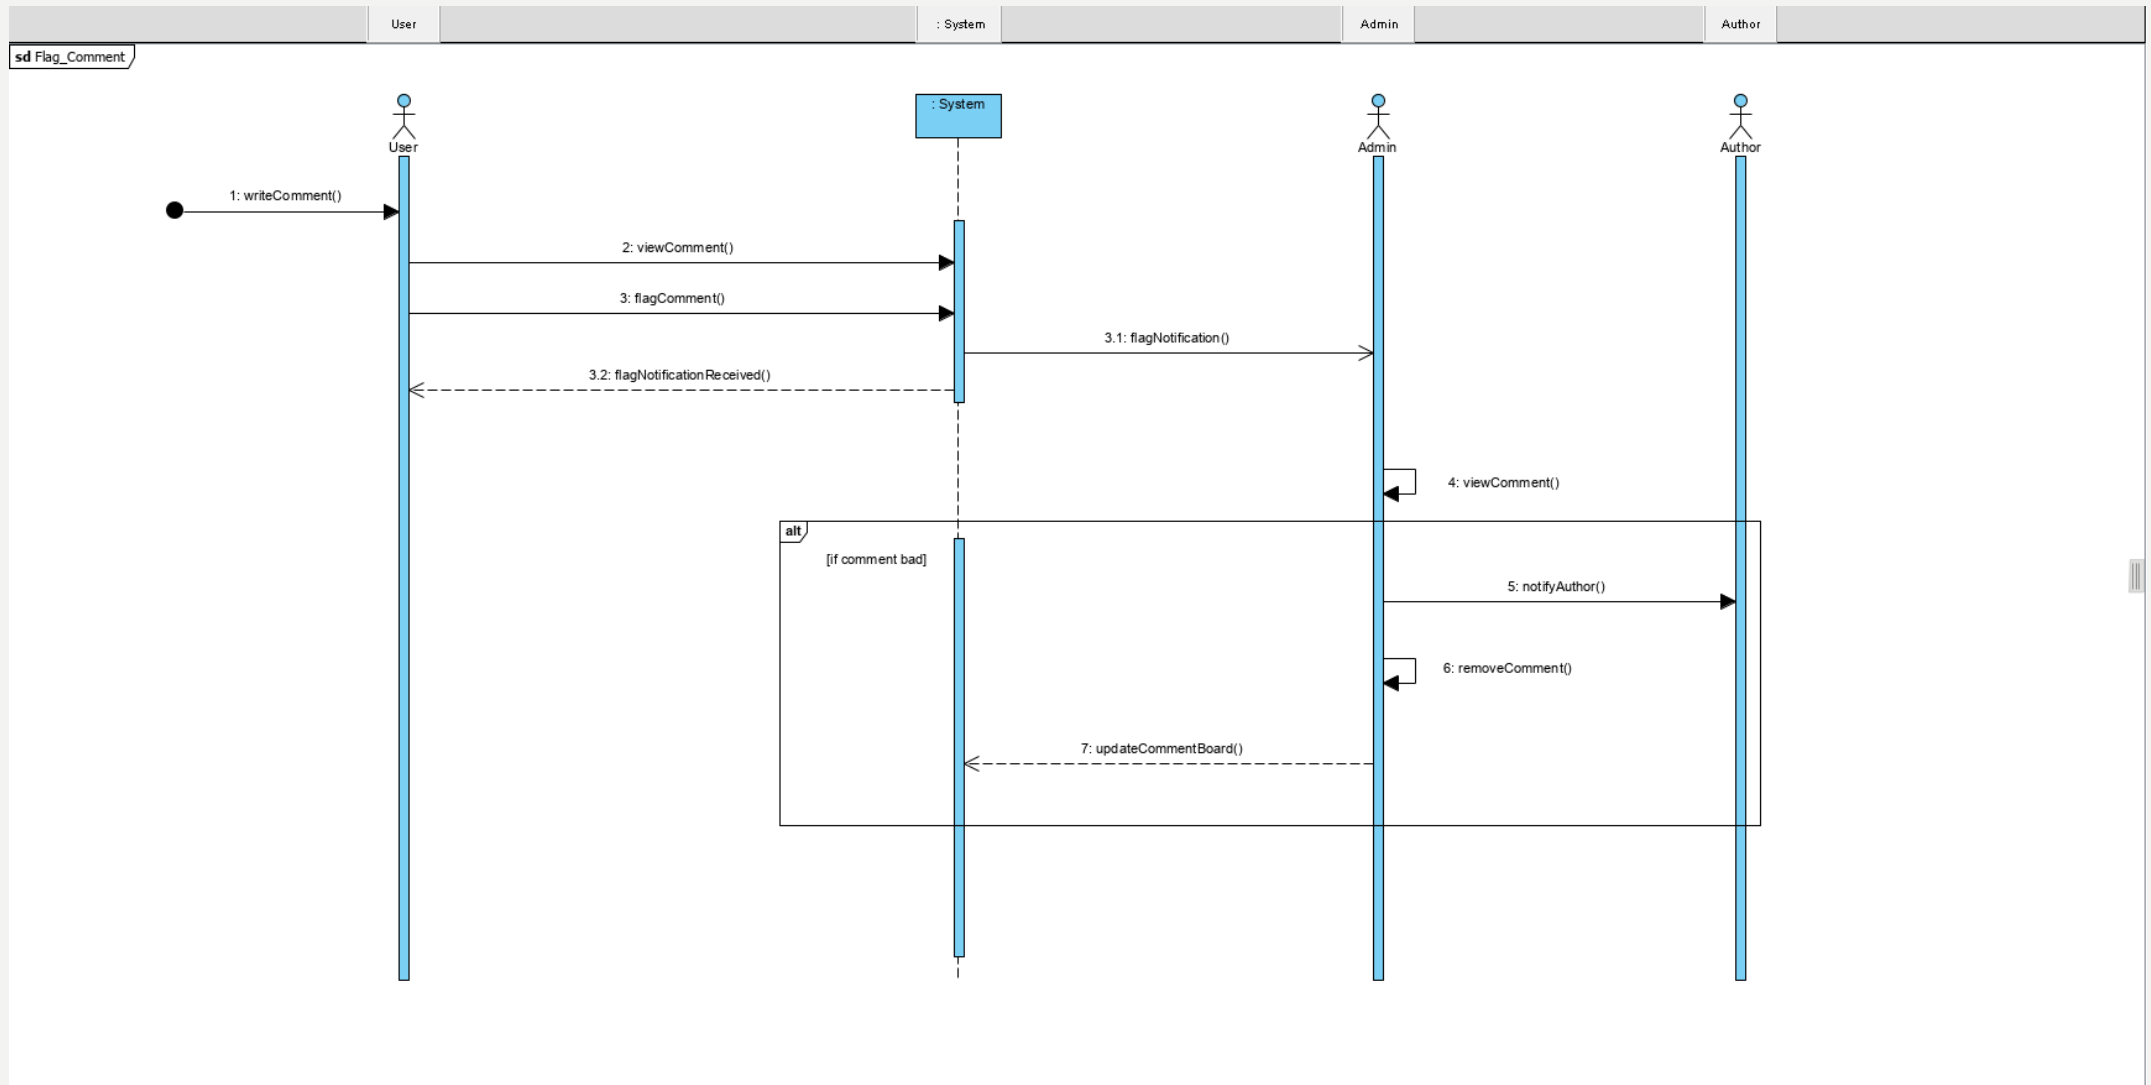 User
: System
Admin
Author
sd Flag_Comment
: System
User
Admin
Author
1: writeComment()
2: viewComment()
3: flagComment()
3.1: flagNotification()
3.2: flagNotificationReceived()
4: viewComment()
alt
[if comment bad]
5: notifyAuthor()
6: removeComment()
7: updateCommentBoard()